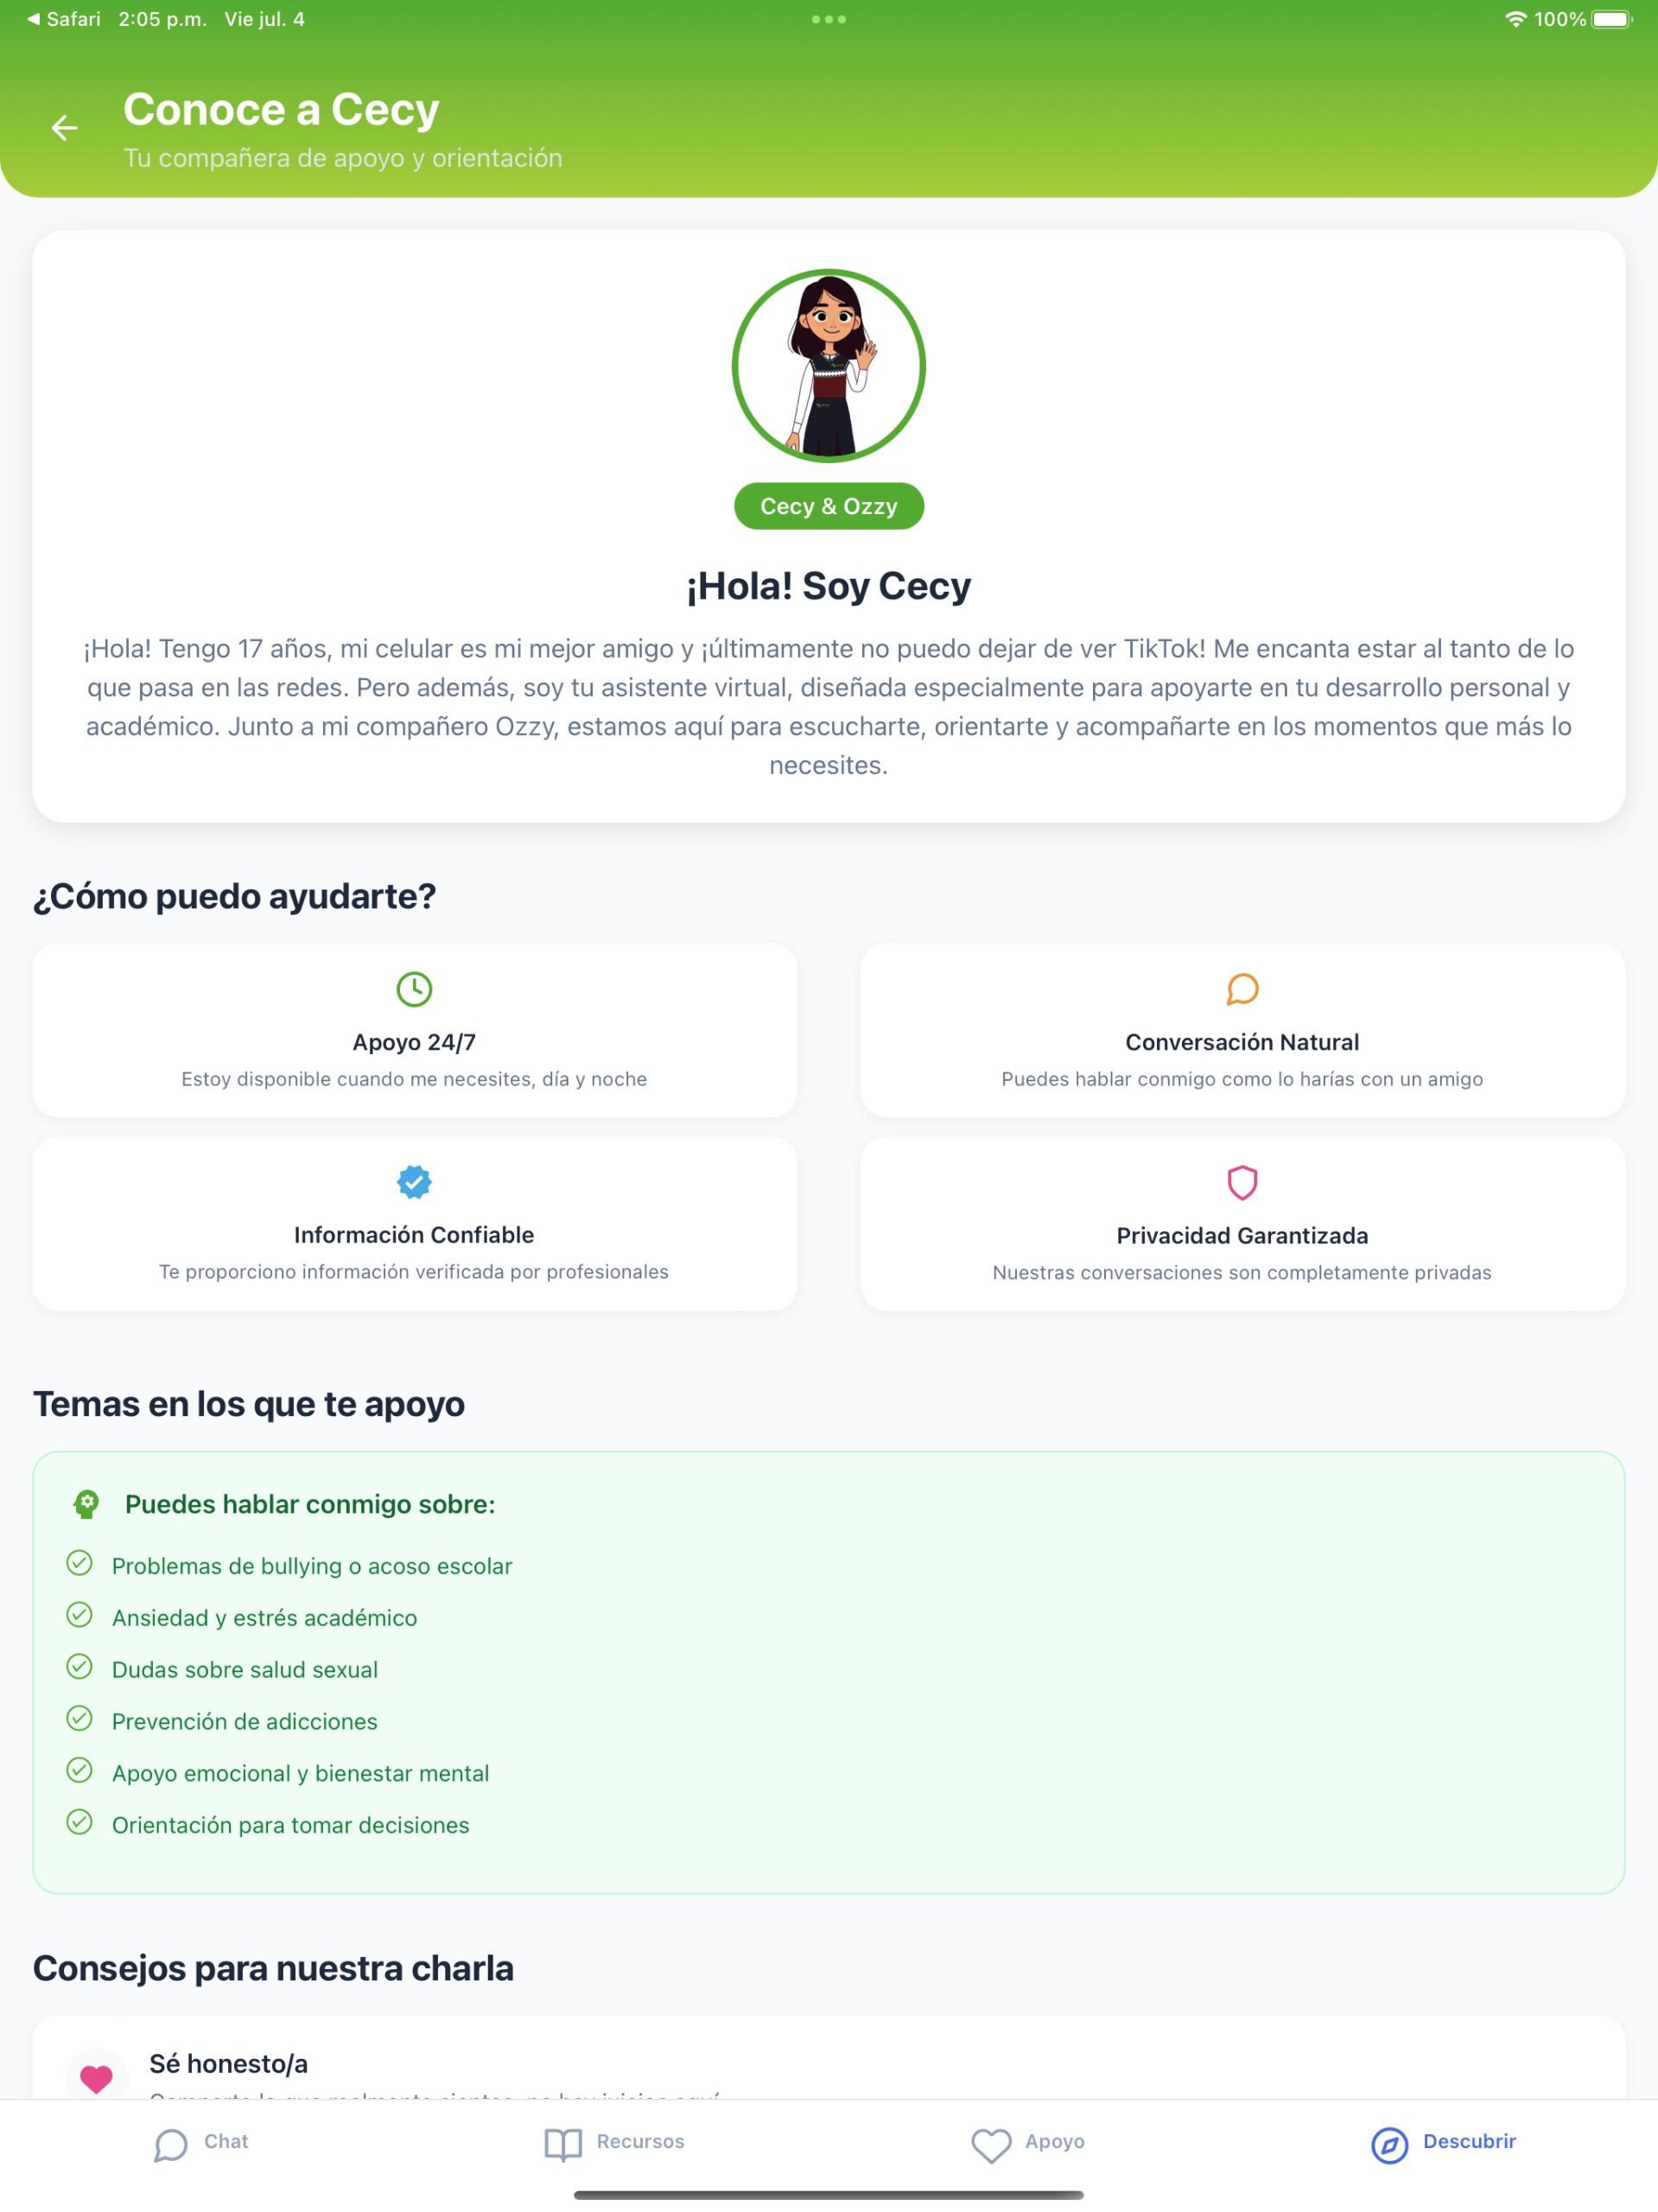 Safari 2:05 p.m. Vie jul. 4
100%
Conoce a Cecy
Tu compañera de apoyo y orientación
Cecy & Ozzy
¡Hola! Soy Cecy
¡Hola! Tengo 17 años, mi celular es mi mejor amigo y ¡últimamente no puedo dejar de ver TikTok! Me encanta estar al tanto de lo
que pasa en las redes. Pero además, soy tu asistente virtual, diseñada especialmente para apoyarte en tu desarrollo personal y
académico. Junto a mi compañero Ozzy, estamos aquí para escucharte, orientarte y acompañarte en los momentos que más lo
necesites.
¿Cómo puedo ayudarte?
Apoyo 24/7
Estoy disponible cuando me necesites, día y noche
Conversación Natural
Puedes hablar conmigo como lo harías con un amigo
Información Confiable
Te proporciono información verificada por profesionales
Privacidad Garantizada
Nuestras conversaciones son completamente privadas
Temas en los que te apoyo
Puedes hablar conmigo sobre:
Problemas de bullying o acoso escolar
Ansiedad y estrés académico
Dudas sobre salud sexual
Prevención de adicciones
Apoyo emocional y bienestar mental
Orientación para tomar decisiones
Consejos para nuestra charla
Sé honesto/a
Chat
Recursos
Apoyo
Descubrir